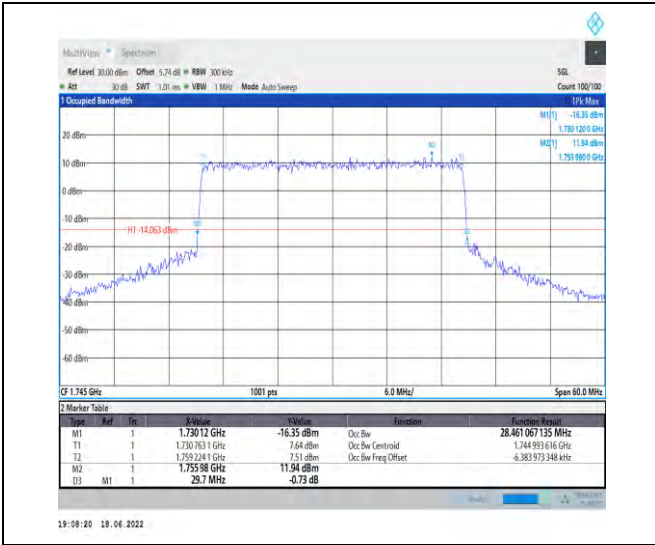 MultiView Spectrum
Ref Level 30.00 dBm Offset 5.74 dB RBW 300 kHz SGL
Att 30 dB SWT 1.01 ms VBW 1 MHz Mode Auto Sweep Count 100/100
1 Occupied Bandwidth 1Pk Max
M1[1] -16.35 dBm
1.730 120 0 GHz
M2[1] 11.94 dBm
1.755 980 0 GHz
20 dBm
10 dBm
0 dBm
-10 dBm
H1 -14.063 dBm
-20 dBm
-30 dBm
-40 dBm
-50 dBm
-60 dBm
CF 1.745 GHz 1001 pts 6.0 MHz/ Span 60.0 MHz
2 Marker Table
Type Ref Trc X-Value Y-Value Function Function Result
M1 1 1.73012 GHz -16.35 dBm Occ Bw 28.461 067 135 MHz
T1 1 1.730 763 1 GHz 7.64 dBm Occ Bw Centroid 1.744 993 616 GHz
T2 1 1.759 224 1 GHz 7.51 dBm Occ Bw Freq Offset -6.383 973 348 kHz
M2 1 1.755 98 GHz 11.94 dBm
D3 M1 1 29.7 MHz -0.73 dB
19:08:20 18.06.2022